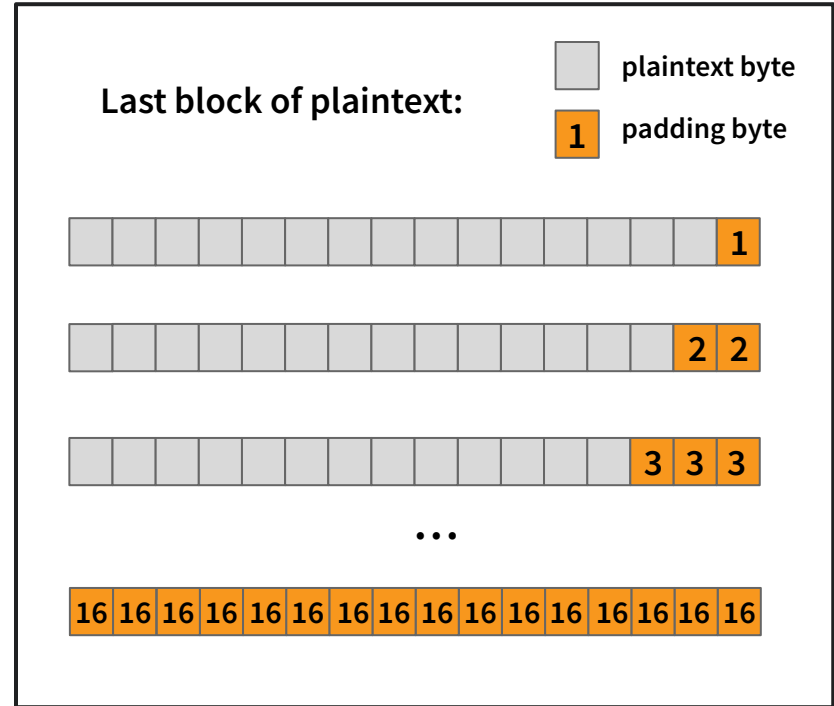 Last block of plaintext:
plaintext byte
1 padding byte
1
2 2
3 3 3
...
16 16 16 16 16 16 16 16 16 16 16 16 16 16 16 16